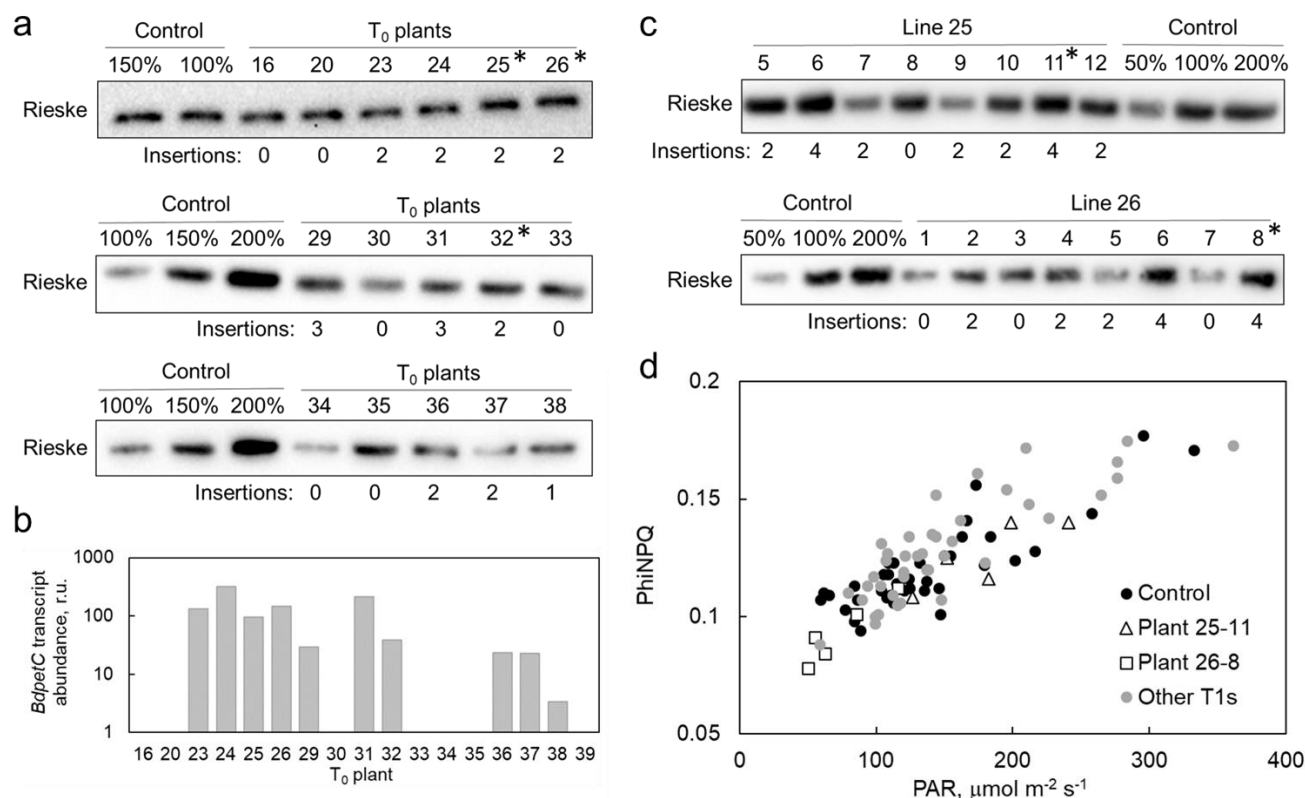 a
Control T₀ plants
150% 100% 16 20 23 24 25* 26*
Rieske
Insertions: 0 0 2 2 2 2
Control T₀ plants
100% 150% 200% 29 30 31 32* 33
Rieske
Insertions: 3 0 3 2 0
Control T₀ plants
100% 150% 200% 34 35 36 37 38
Rieske
Insertions: 0 0 2 2 1
b
BdpetC transcript
abundance, r.u.
1000
100
10
1
16 20 23 24 25 26 29 30 31 32 33 34 35 36 37 38 39
T₀ plant
c
Line 25 Control
5 6 7 8 9 10 11* 12 50% 100% 200%
Rieske
Insertions: 2 4 2 0 2 2 4 2
Control Line 26
50% 100% 200% 1 2 3 4 5 6 7 8*
Rieske
Insertions: 0 2 0 2 2 4 0 4
d
PhiNPQ
0.2
0.15
0.1
0.05
Control
Plant 25-11
Plant 26-8
Other T1s
0 100 200 300 400
PAR, μmol m⁻² s⁻¹